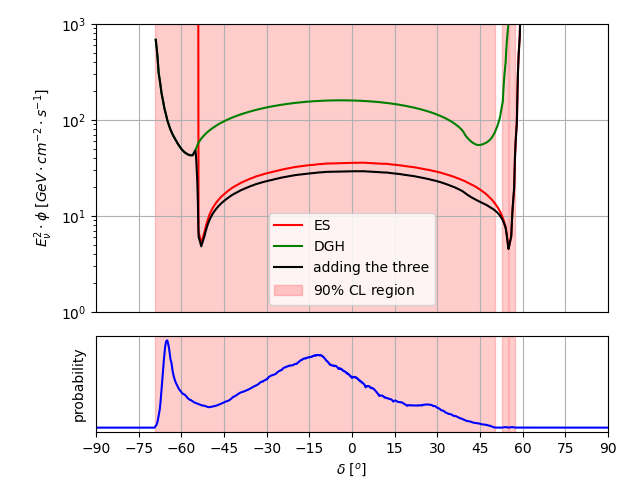 10³
10²
10¹
10⁰
E²ᵥ · ϕ [GeV · cm⁻² · s⁻¹]
ES
DGH
adding the three
90% CL region
probability
−90 −75 −60 −45 −30 −15 0 15 30 45 60 75 90
δ [°]